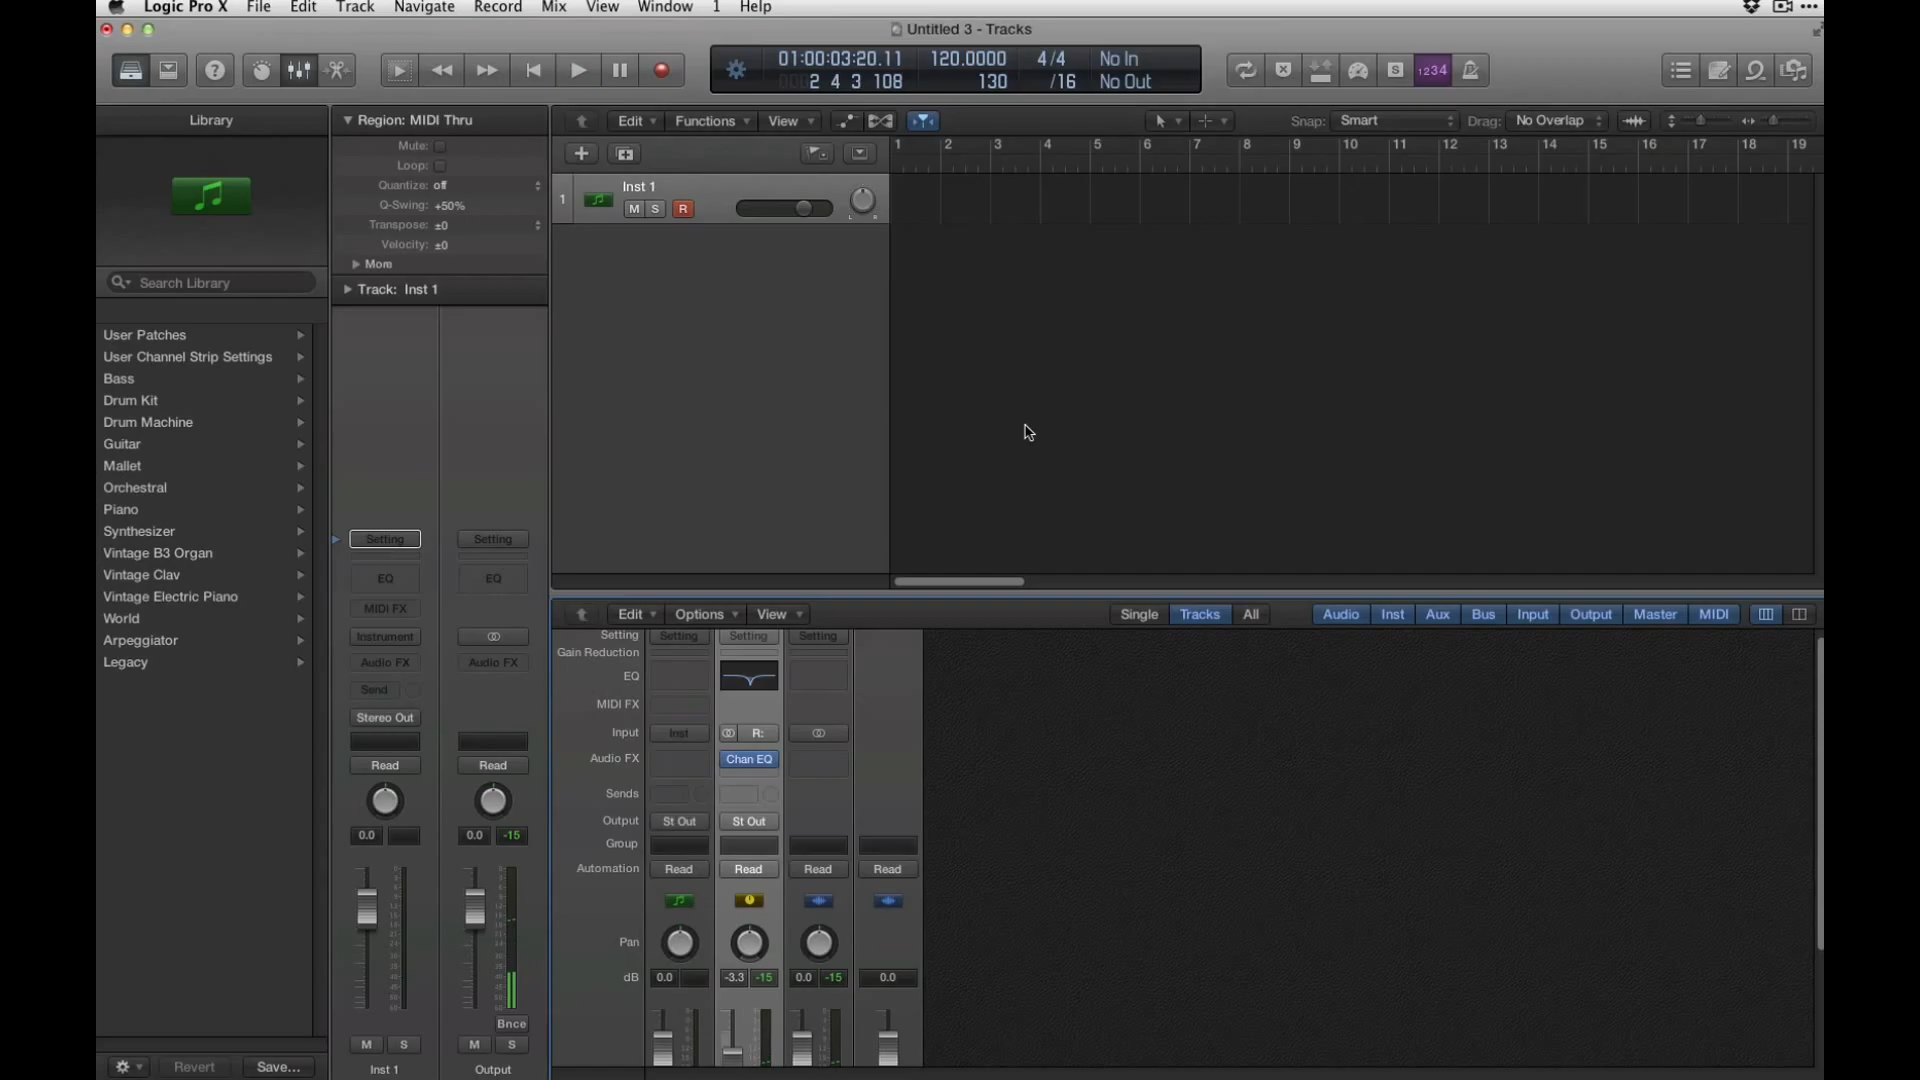 Logic Pro X File Edit Track Navigate Record Mix View Window 1 Help
Untitled 3 - Tracks
01:00:03:20.11 120.0000 4/4 No In
2 4 3 108 130 /16 No Out
1234
Library
Region: MIDI Thru
Edit Functions View
Snap: Smart Drag: No Overlap
Mute:
Loop:
Quantize: off
Q-Swing: +50%
Transpose: ±0
Velocity: ±0
More
Track: Inst 1
1 2 3 4 5 6 7 8 9 10 11 12 13 14 15 16 17 18 19
1 Inst 1
M S R
L R
Search Library
User Patches
User Channel Strip Settings
Bass
Drum Kit
Drum Machine
Guitar
Mallet
Orchestral
Piano
Synthesizer
Vintage B3 Organ
Vintage Clav
Vintage Electric Piano
World
Arpeggiator
Legacy
Revert Save...
Setting Setting
EQ EQ
MIDI FX
Instrument
Audio FX Audio FX
Send
Stereo Out
Read Read
0.0 0.0 -15
Bnce
M S M S
Inst 1 Output
Edit Options View Single Tracks All Audio Inst Aux Bus Input Output Master MIDI
Setting Setting Setting Setting
Gain Reduction
EQ
MIDI FX
Input Inst R:
Audio FX Chan EQ
Sends
Output St Out St Out
Group
Automation Read Read Read Read
Pan
dB 0.0 -3.3 -15 0.0 -15 0.0